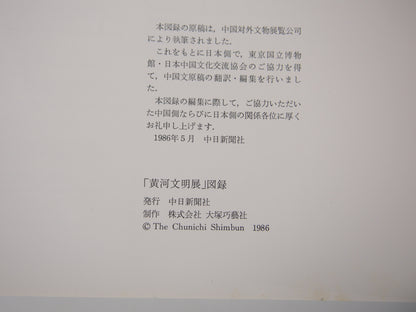 本図録の原稿は，中国対外文物展覧公司
により執筆されました．
これをもとに日本側で，東京国立博物
館・日本中国文化交流協会のご協力を得
て，中国文原稿の翻訳・編集を行いまし
た．
本図録の編集に際して，ご協力いただい
た中国側ならびに日本側の関係各位に厚く
お礼申し上げます．
1986年5月　中日新聞社
「黄河文明展」図録
発行　中日新聞社
制作　株式会社 大塚巧藝社
© The Chunichi Shimbun　1986